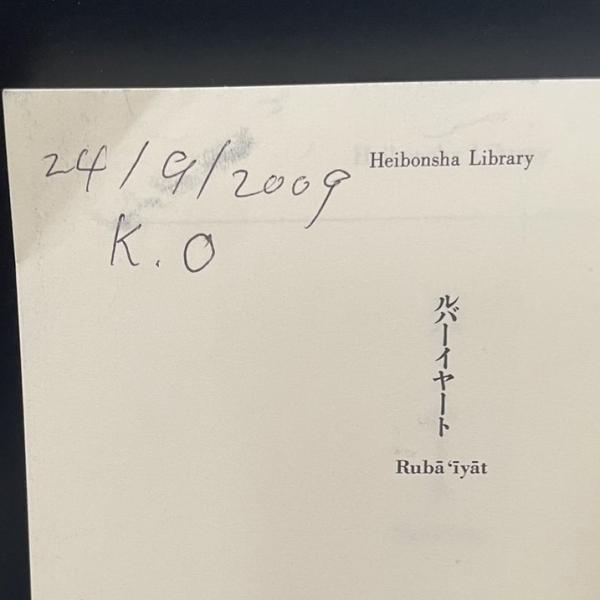 24/9/2009
K.O
Heibonsha Library
ルバーイヤート
Rubā‘īyāt